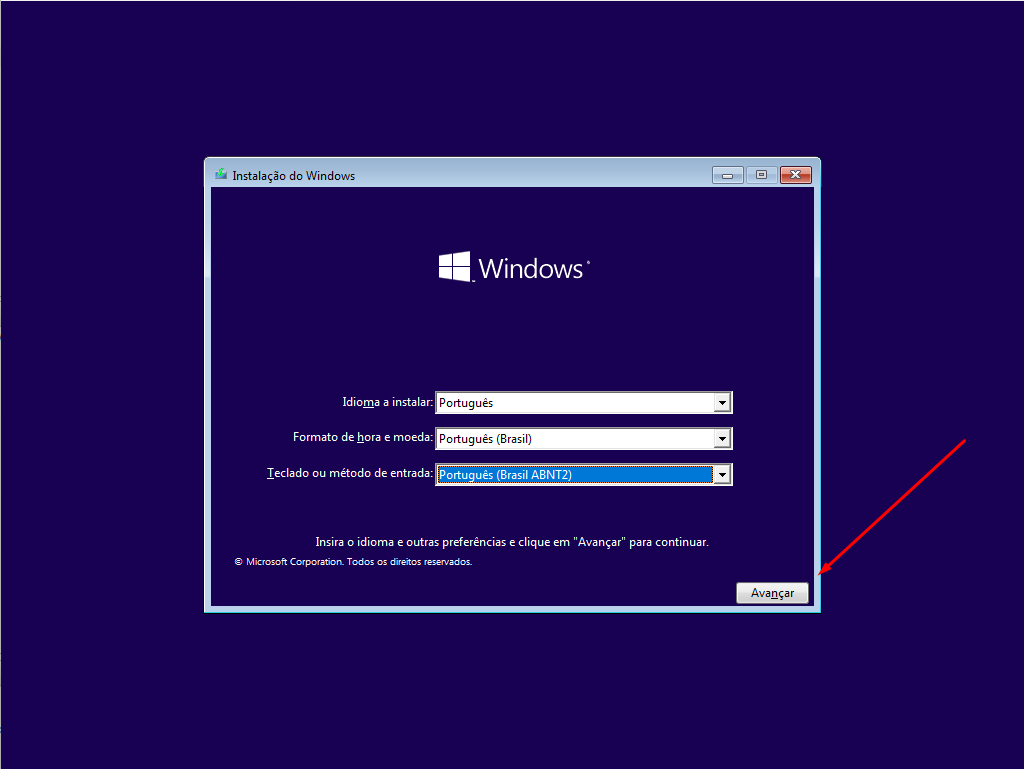 Instalação do Windows
Windows
Idioma a instalar: Português
Formato de hora e moeda: Português (Brasil)
Teclado ou método de entrada: Português (Brasil ABNT2)
Insira o idioma e outras preferências e clique em "Avançar" para continuar.
© Microsoft Corporation. Todos os direitos reservados.
Avançar